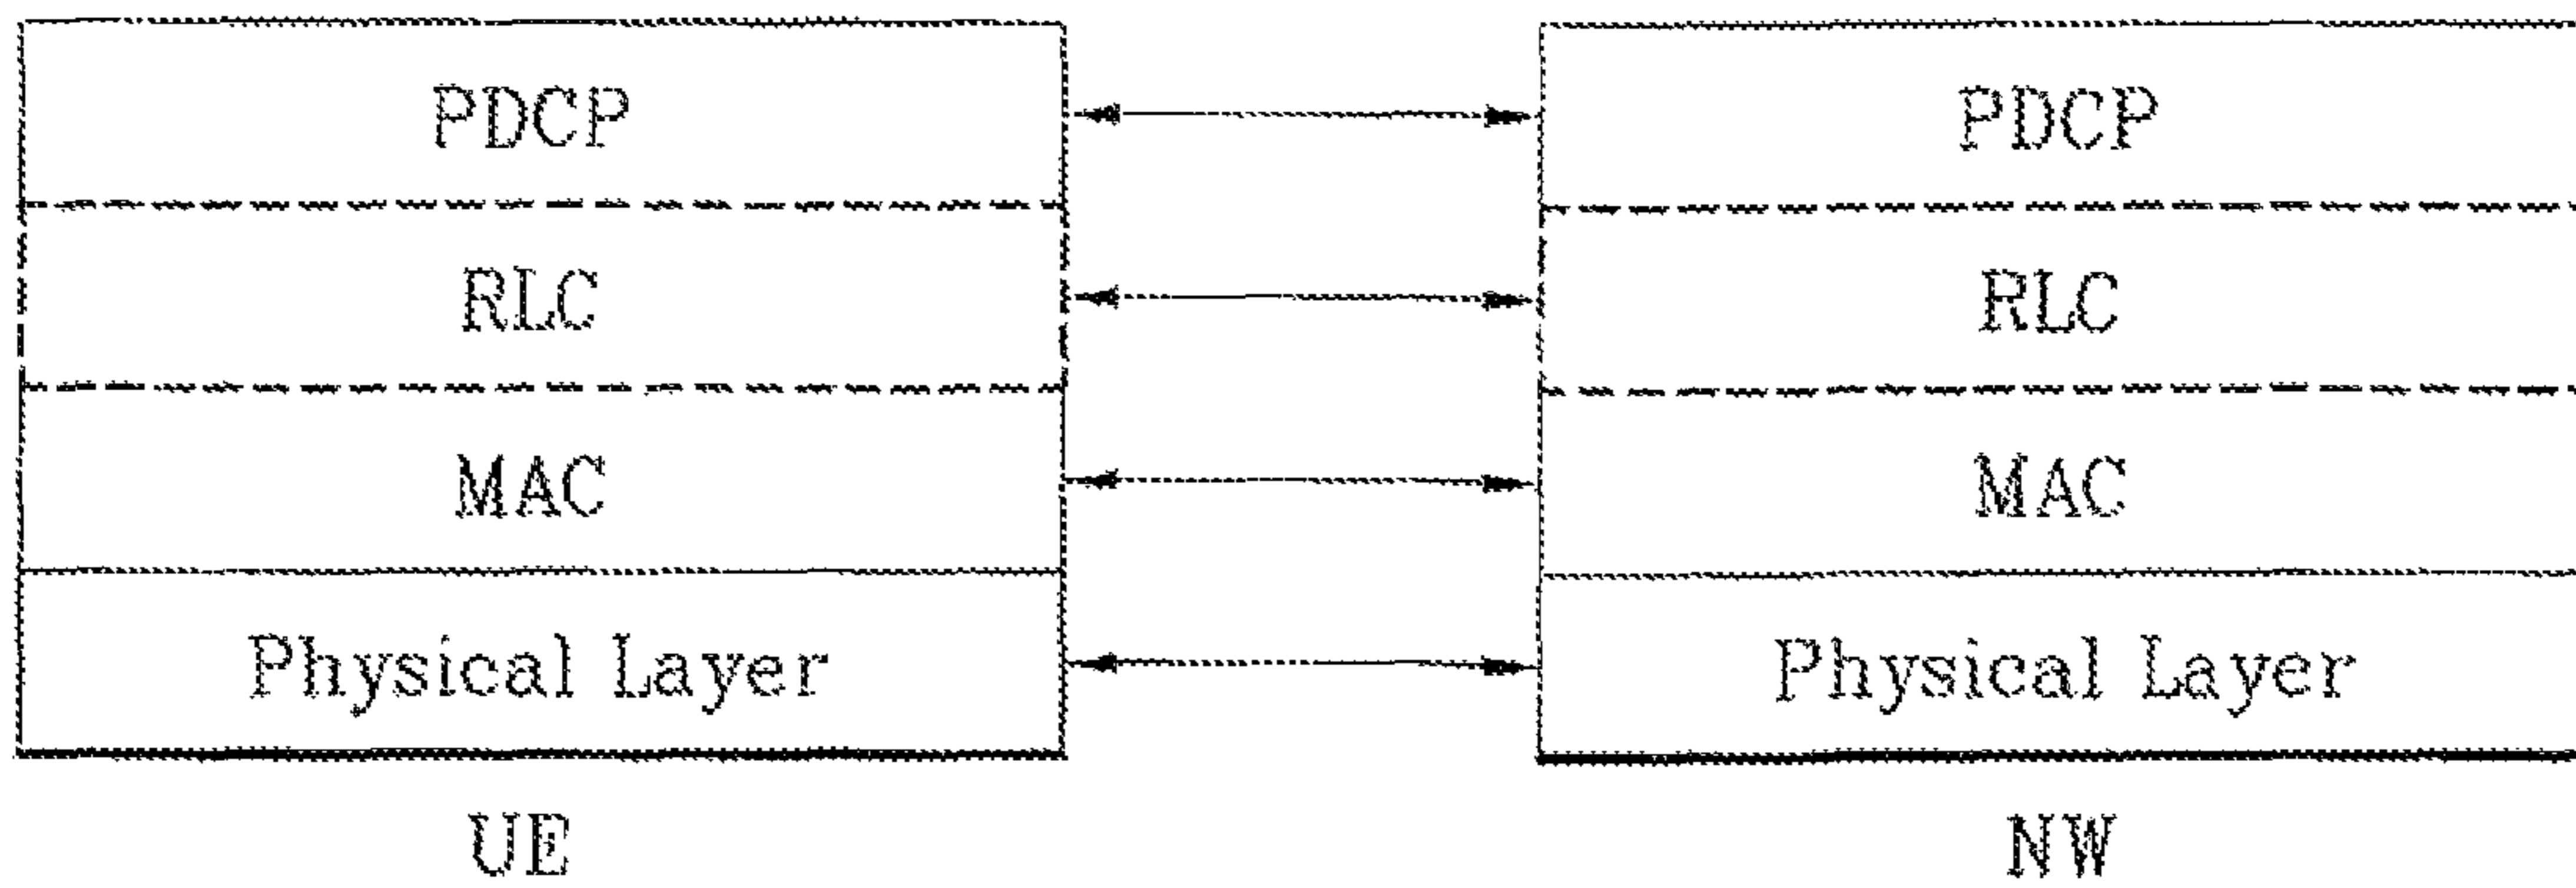 PDCP PDCP
RLC RLC
MAC MAC
Physical Layer Physical Layer
UE NW